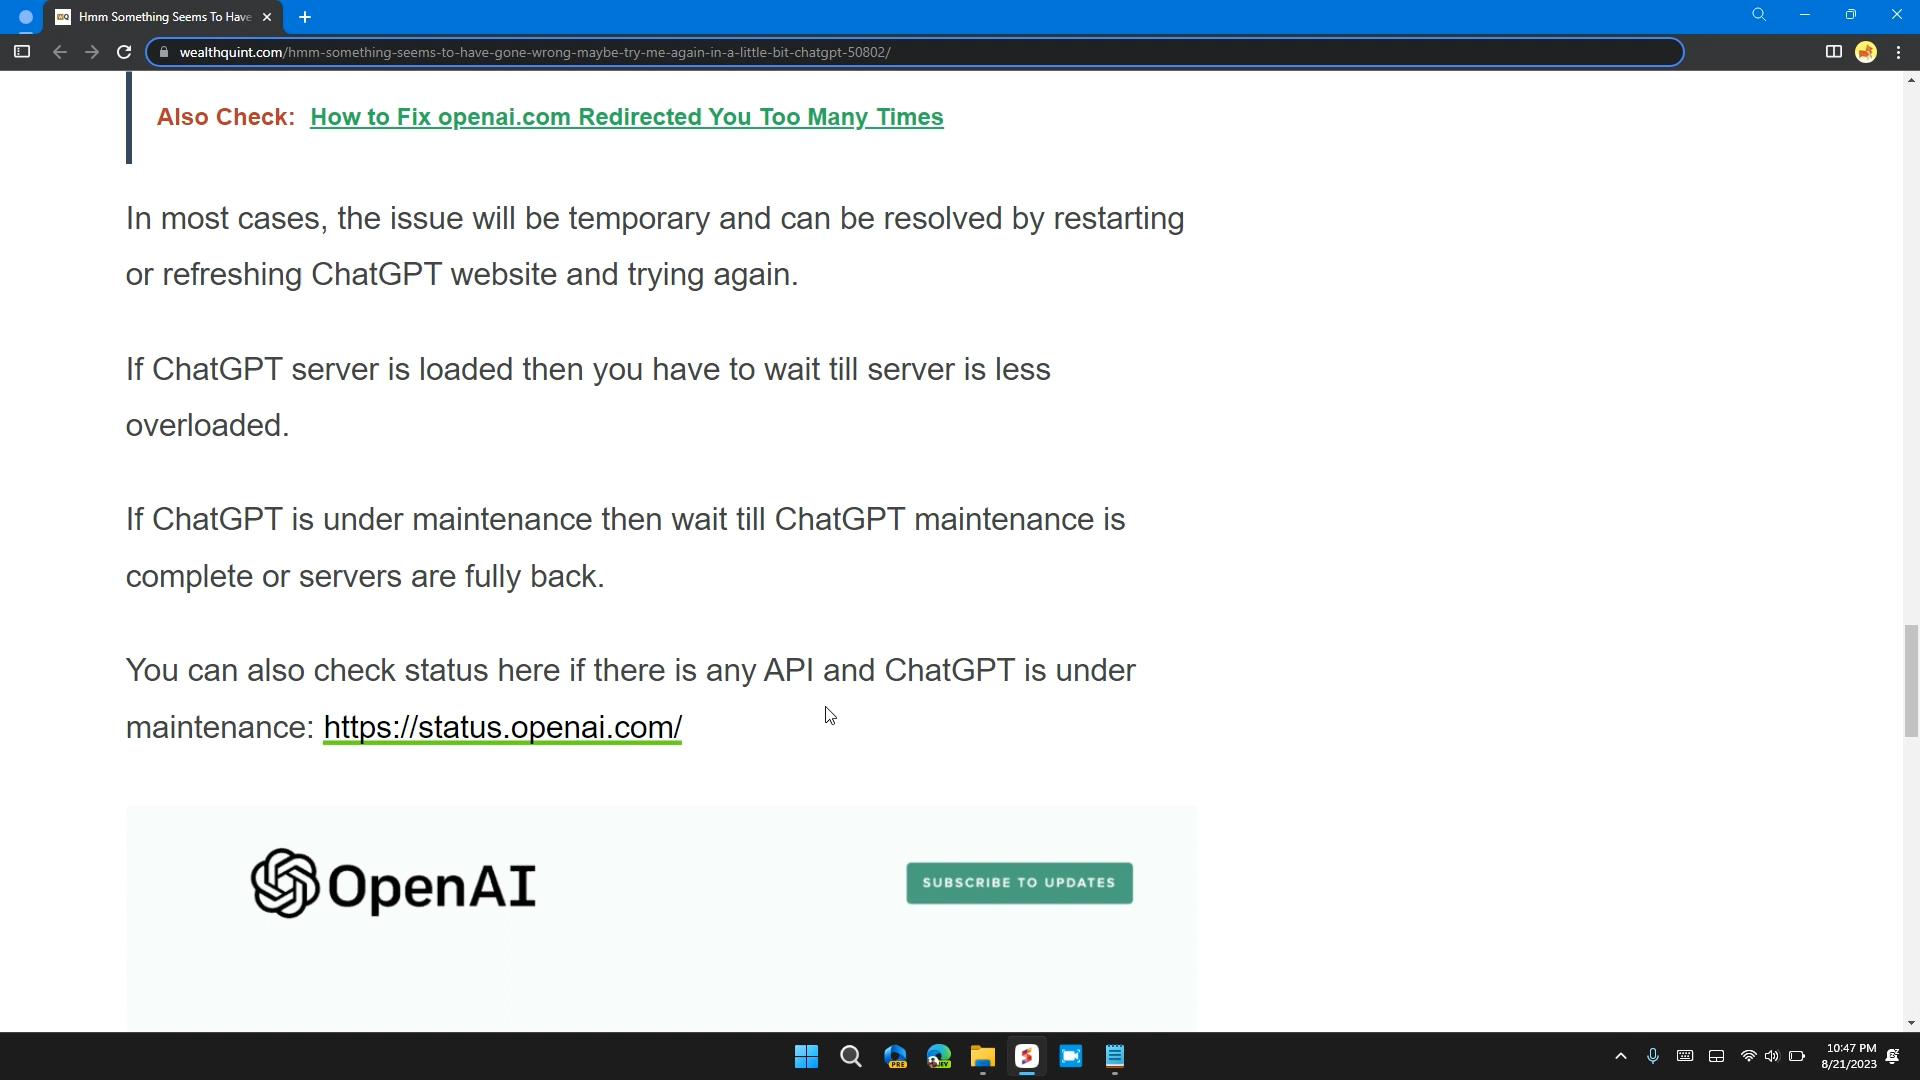 Hmm Something Seems To Have
wealthquint.com/hmm-something-seems-to-have-gone-wrong-maybe-try-me-again-in-a-little-bit-chatgpt-50802/
Also Check: How to Fix openai.com Redirected You Too Many Times
In most cases, the issue will be temporary and can be resolved by restarting
or refreshing ChatGPT website and trying again.
If ChatGPT server is loaded then you have to wait till server is less
overloaded.
If ChatGPT is under maintenance then wait till ChatGPT maintenance is
complete or servers are fully back.
You can also check status here if there is any API and ChatGPT is under
maintenance: https://status.openai.com/
OpenAI
SUBSCRIBE TO UPDATES
PRE
DEV
10:47 PM
8/21/2023